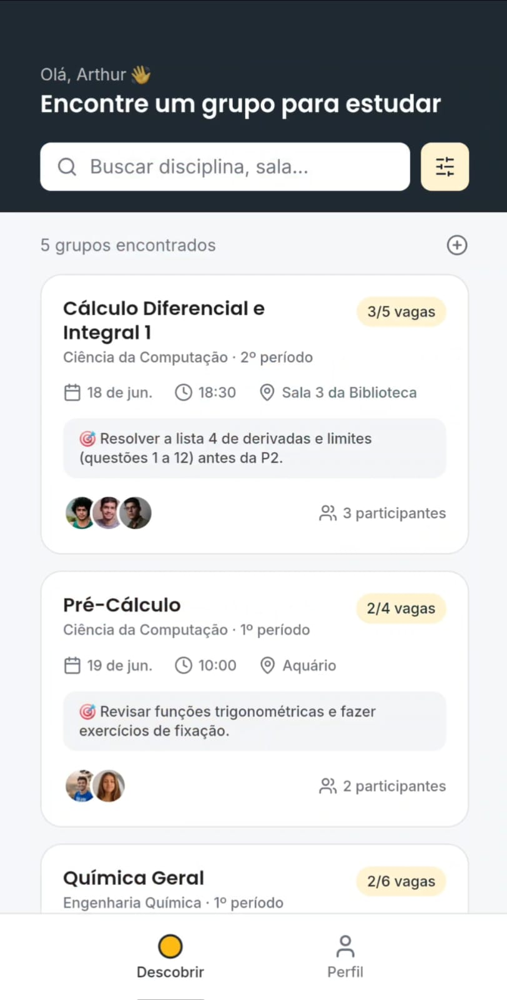 Olá, Arthur 👋
Encontre um grupo para estudar
Buscar disciplina, sala...
5 grupos encontrados
Cálculo Diferencial e
Integral 1
3/5 vagas
Ciência da Computação · 2º período
18 de jun.
18:30
Sala 3 da Biblioteca
🎯 Resolver a lista 4 de derivadas e limites
(questões 1 a 12) antes da P2.
3 participantes
Pré-Cálculo
2/4 vagas
Ciência da Computação · 1º período
19 de jun.
10:00
Aquário
🎯 Revisar funções trigonométricas e fazer
exercícios de fixação.
2 participantes
Química Geral
2/6 vagas
Engenharia Química · 1º período
Descobrir
Perfil